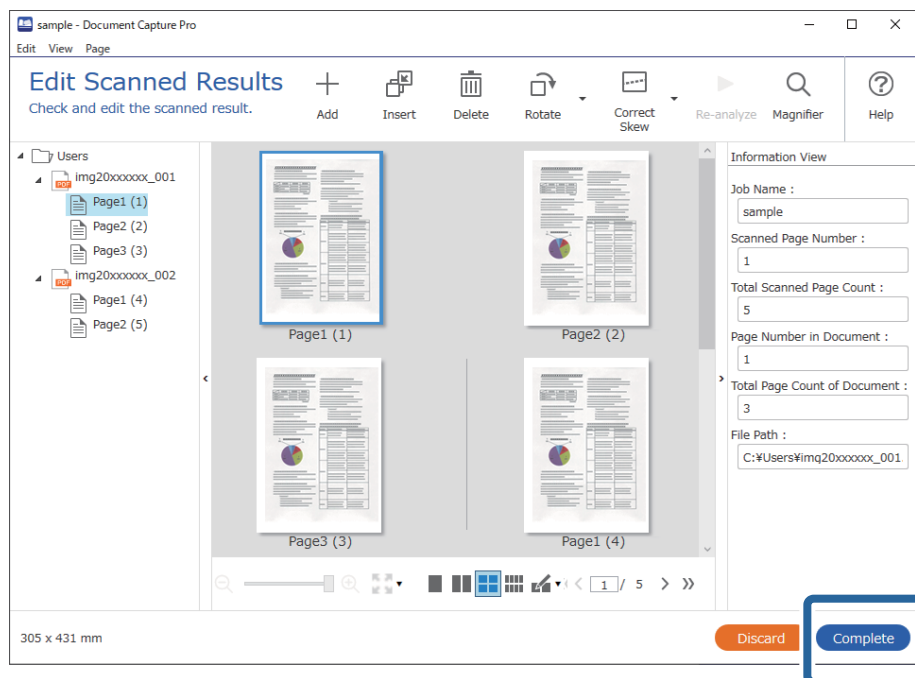 sample - Document Capture Pro
Edit View Page
Edit Scanned Results
Check and edit the scanned result.
Add
Insert
Delete
Rotate
Correct
Skew
Re-analyze
Magnifier
Help
Users
img20xxxxxx_001
Page1 (1)
Page2 (2)
Page3 (3)
img20xxxxxx_002
Page1 (4)
Page2 (5)
PDF
PDF
Page1 (1)
Page2 (2)
Page3 (3)
Page1 (4)
Information View
Job Name :
sample
Scanned Page Number :
1
Total Scanned Page Count :
5
Page Number in Document :
1
Total Page Count of Document :
3
File Path :
C:¥Users¥img20xxxxxx_001
1 / 5
305 x 431 mm
Discard
Complete